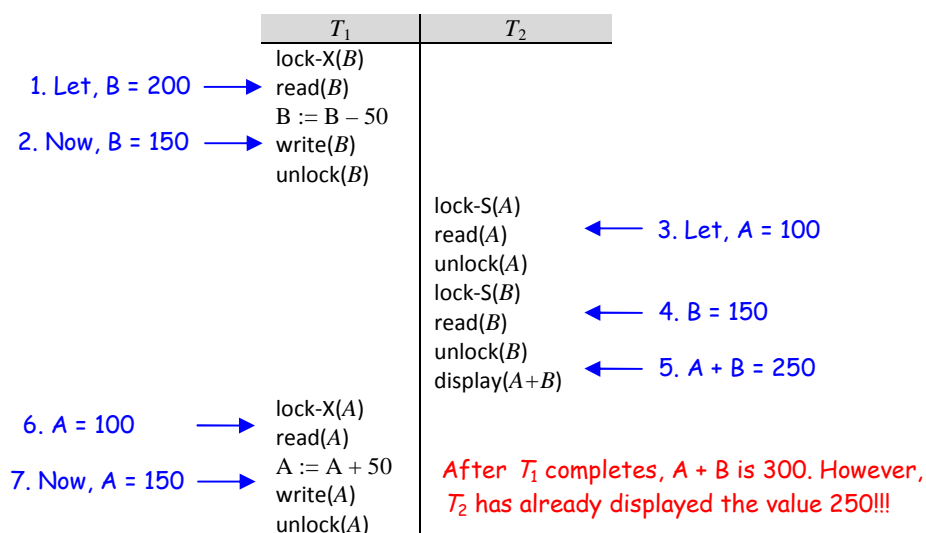 T1 T2
lock-X(B)
1. Let, B = 200 read(B)
B := B – 50
2. Now, B = 150 write(B)
unlock(B)
lock-S(A)
read(A) 3. Let, A = 100
unlock(A)
lock-S(B)
read(B) 4. B = 150
unlock(B)
display(A+B) 5. A + B = 250
lock-X(A)
6. A = 100 read(A)
A := A + 50
7. Now, A = 150 write(A)
unlock(A)
After T1 completes, A + B is 300. However,
T2 has already displayed the value 250!!!